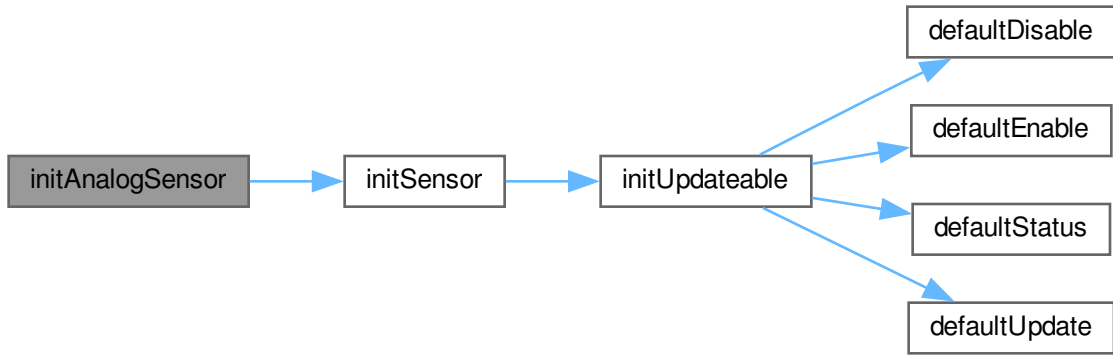 initAnalogSensor
initSensor
initUpdateable
defaultDisable
defaultEnable
defaultStatus
defaultUpdate